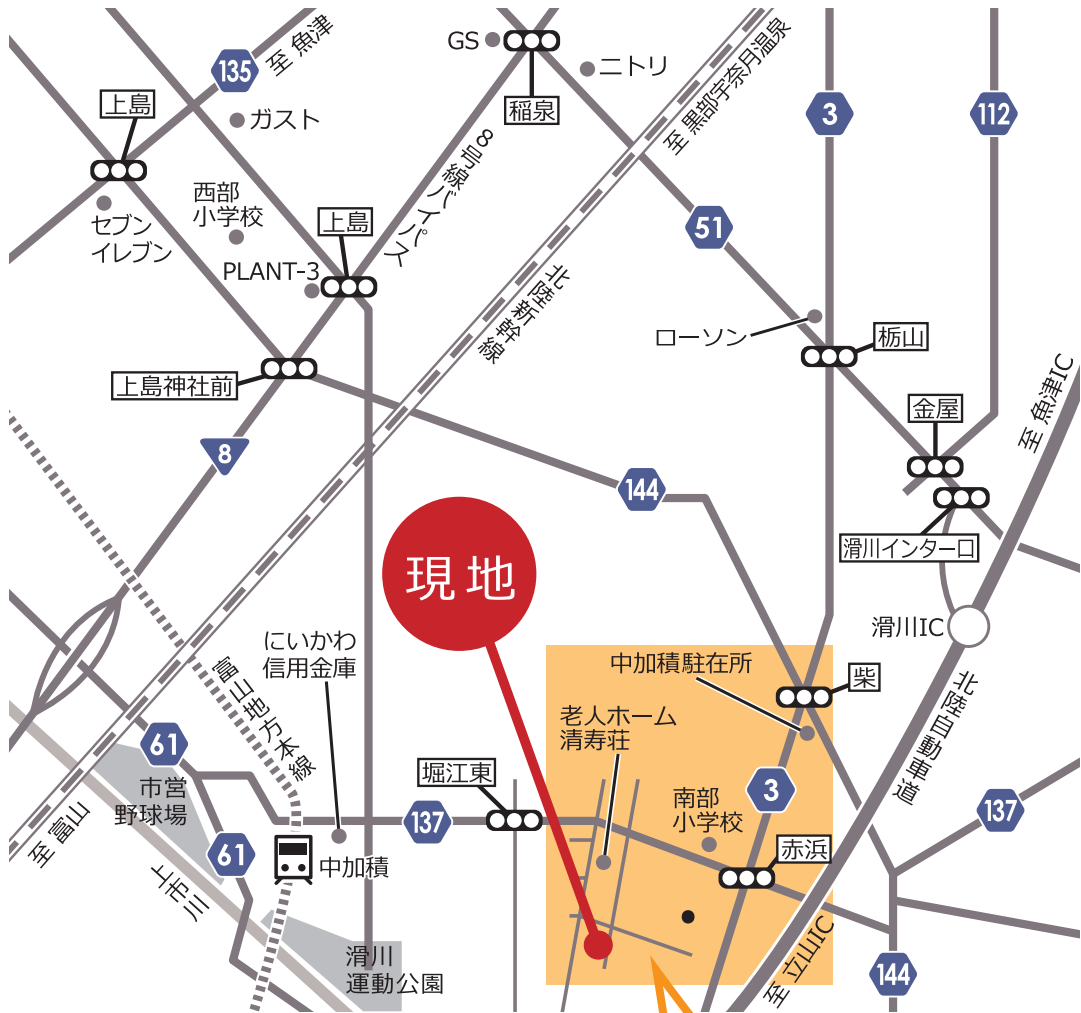 至 魚津
135
上島
ガスト
セブン
イレブン
西部
小学校
上島
PLANT-3
GS
稲泉
ニトリ
8号線バイパス
至 黒部宇奈月温泉
北陸新幹線
3
112
51
ローソン
栃山
金屋
至 魚津IC
滑川インター口
滑川IC
上島神社前
8
144
現地
にいかわ
信用金庫
富山地方本線
中加積駐在所
柴
老人ホーム
清寿荘
北陸自動車道
61
市営
野球場
至 富山
61
上市川
中加積
137
堀江東
南部
小学校
3
赤浜
137
滑川
運動公園
至 立山IC
144